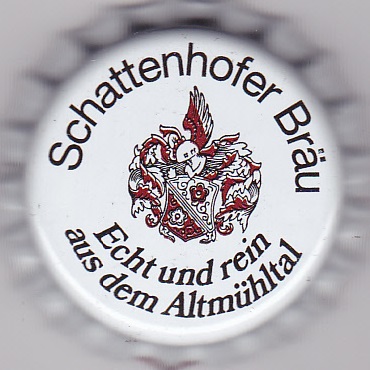 Schattenhofer Bräu
Echt und rein
aus dem Altmühltal